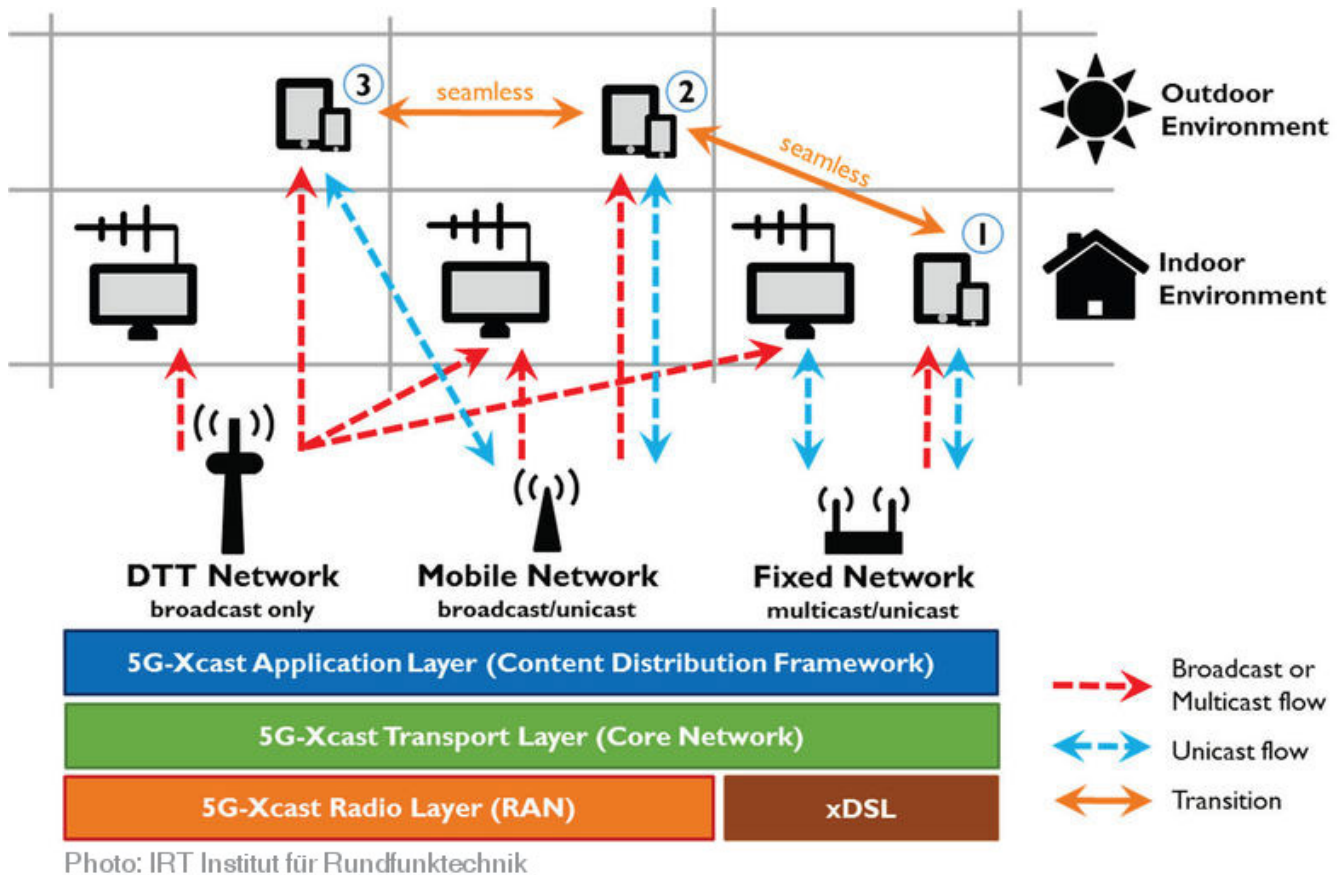 3
seamless
2
Outdoor
Environment
seamless
1
Indoor
Environment
DTT Network
broadcast only
Mobile Network
broadcast/unicast
Fixed Network
multicast/unicast
5G-Xcast Application Layer (Content Distribution Framework)
5G-Xcast Transport Layer (Core Network)
5G-Xcast Radio Layer (RAN)
xDSL
Broadcast or
Multicast flow
Unicast flow
Transition
Photo: IRT Institut für Rundfunktechnik